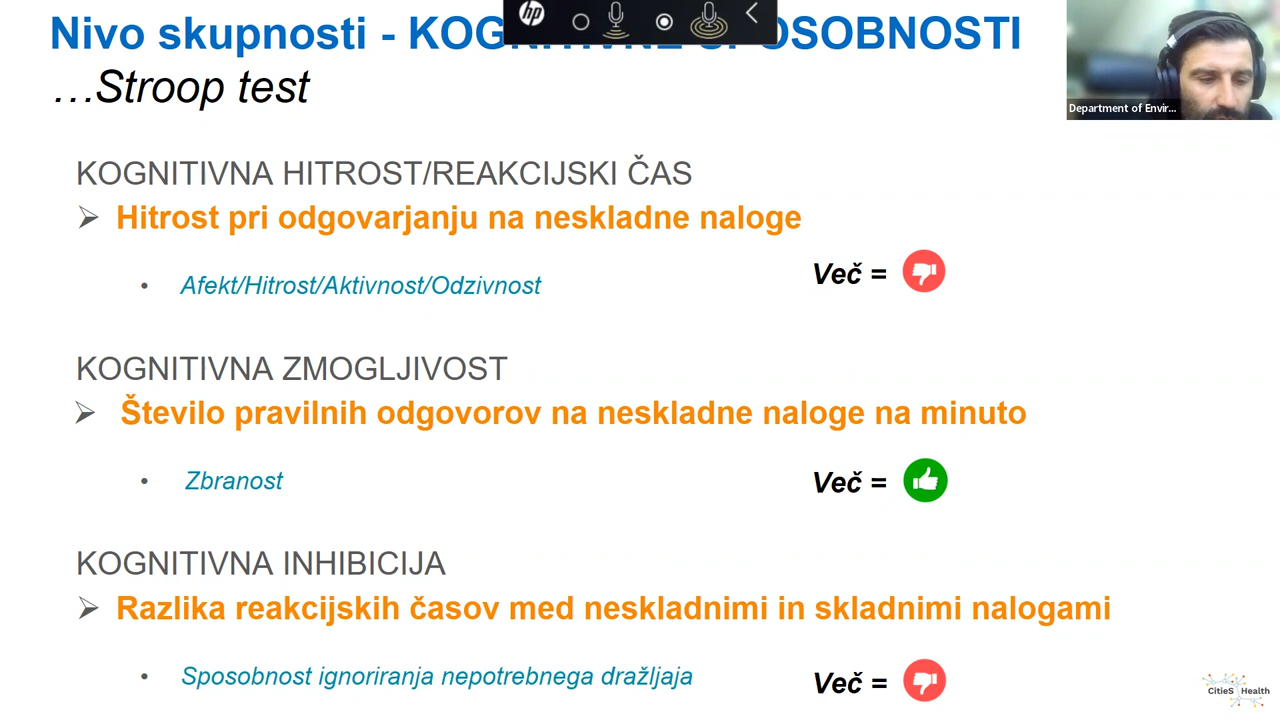 Nivo skupnosti - KOGNITIVNE SPOSOBNOSTI
…Stroop test
Department of Envir...
KOGNITIVNA HITROST/REAKCIJSKI ČAS
Hitrost pri odgovarjanju na neskladne naloge
Afekt/Hitrost/Aktivnost/Odzivnost
Več =
KOGNITIVNA ZMOGLJIVOST
Število pravilnih odgovorov na neskladne naloge na minuto
Zbranost
Več =
KOGNITIVNA INHIBICIJA
Razlika reakcijskih časov med neskladnimi in skladnimi nalogami
Sposobnost ignoriranja nepotrebnega dražljaja
Več =
CitieS Health
hp